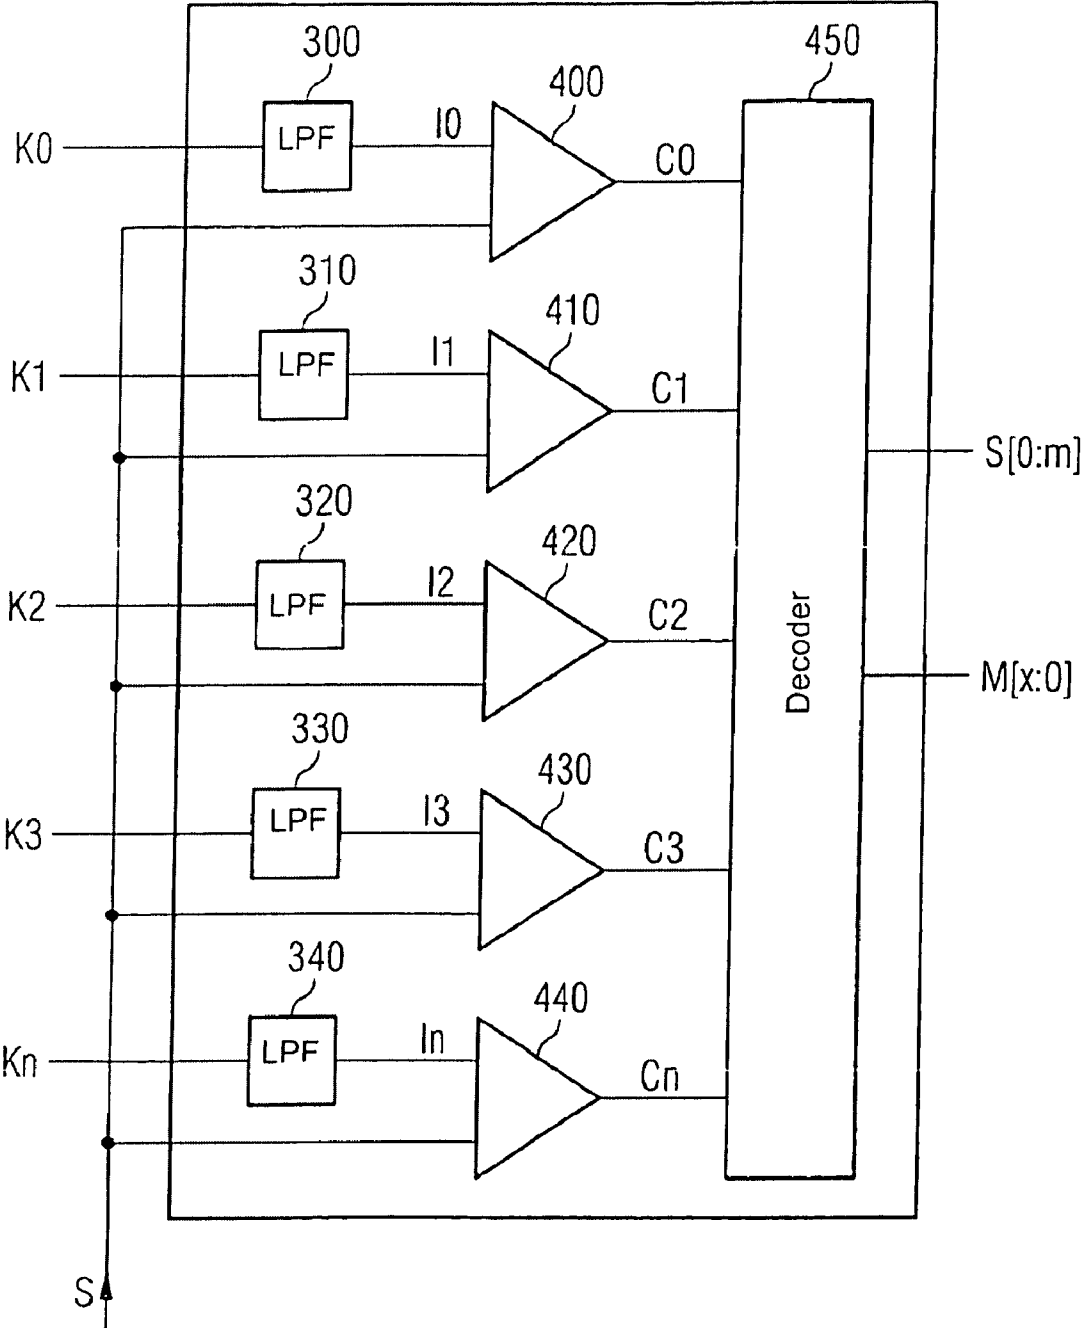 300
450
400
K0
LPF
I0
C0
310
410
K1
LPF
I1
C1
S[0:m]
320
420
K2
LPF
I2
C2
Decoder
M[x:0]
330
430
K3
LPF
I3
C3
340
440
Kn
LPF
In
Cn
S